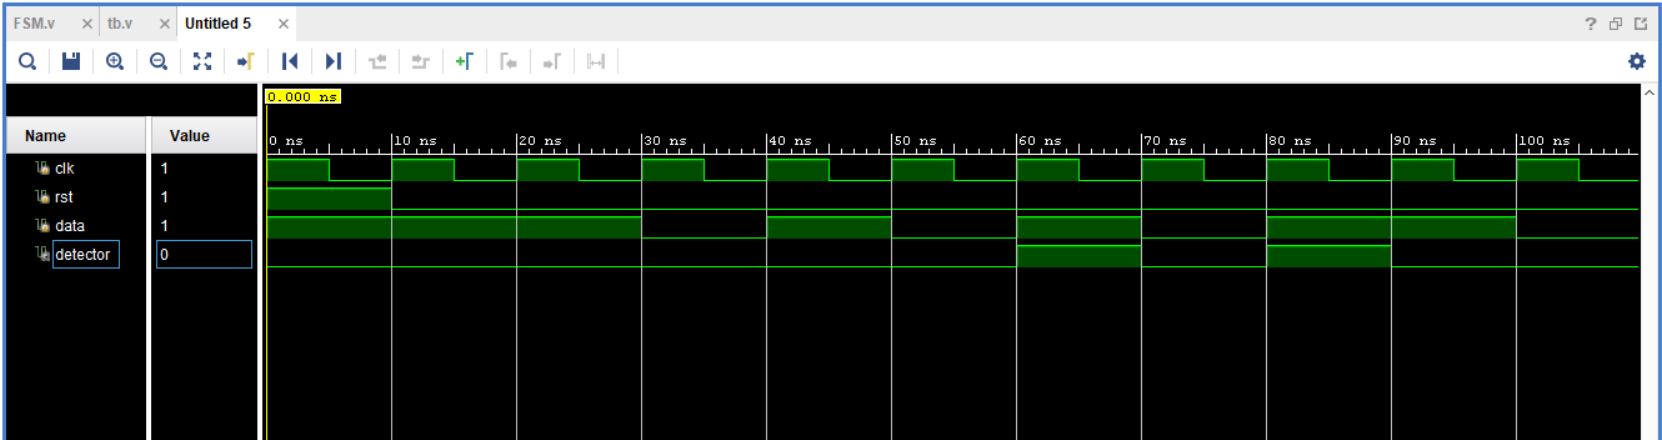 FSM.v × tb.v × Untitled 5 ×
?
0.000 ns
Name Value
0 ns 10 ns 20 ns 30 ns 40 ns 50 ns 60 ns 70 ns 80 ns 90 ns 100 ns
clk 1
rst 1
data 1
detector 0